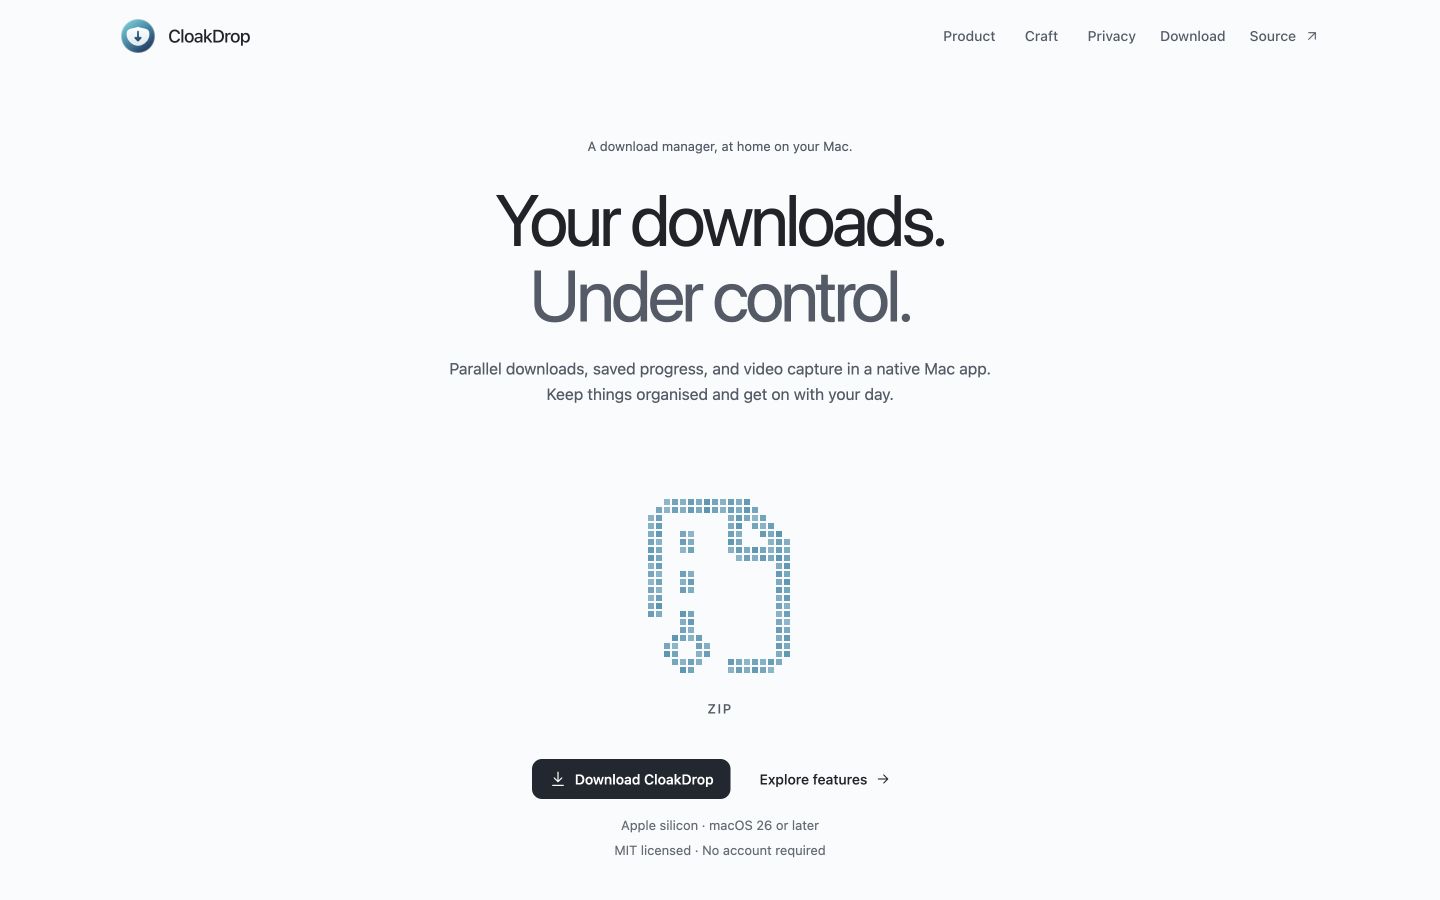 CloakDrop
Product
Craft
Privacy
Download
Source
A download manager, at home on your Mac.
Your downloads.
Under control.
Parallel downloads, saved progress, and video capture in a native Mac app.
Keep things organised and get on with your day.
ZIP
Download CloakDrop
Explore features
Apple silicon · macOS 26 or later
MIT licensed · No account required